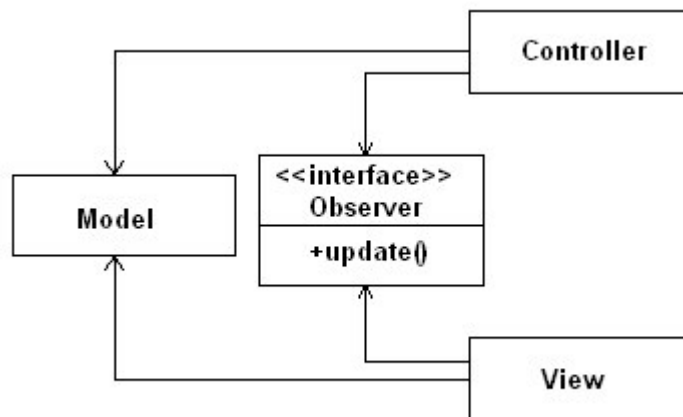 Controller
<<interface>>
Observer
Model
+update()
View